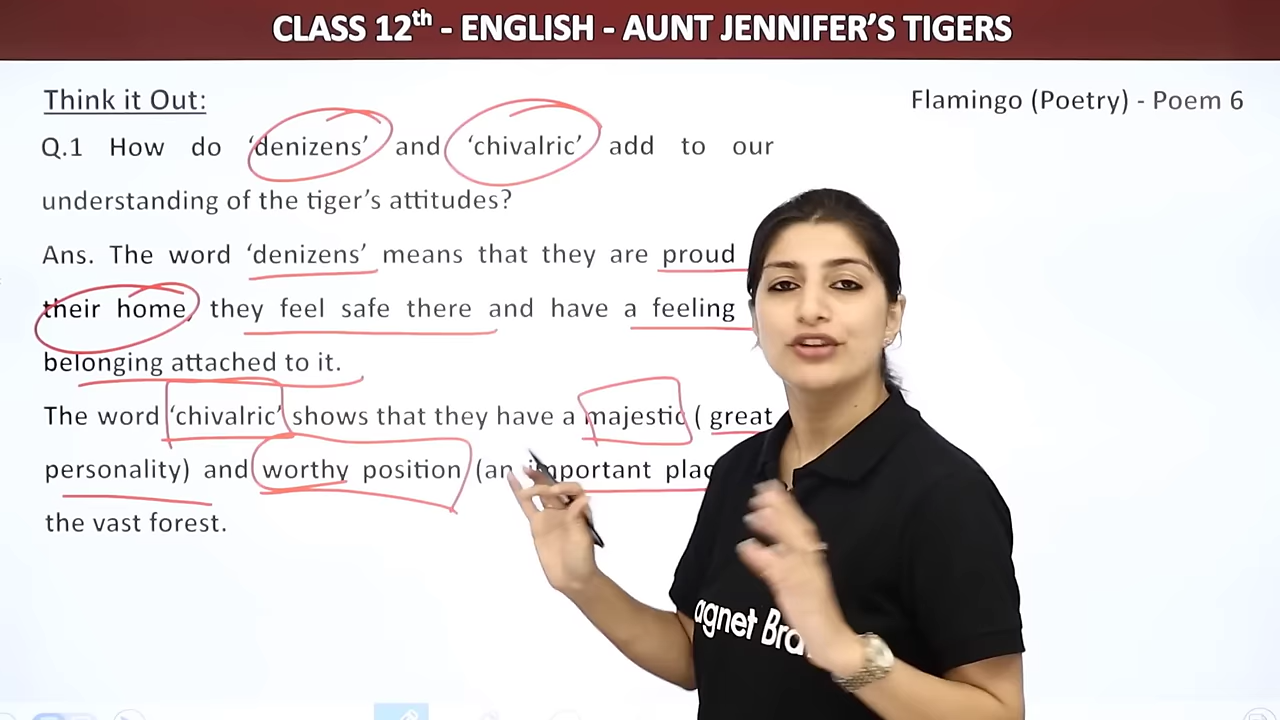 CLASS 12th - ENGLISH - AUNT JENNIFER'S TIGERS
Think it Out:
Flamingo (Poetry) - Poem 6
Q.1 How do 'denizens' and 'chivalric' add to our
understanding of the tiger's attitudes?
Ans. The word 'denizens' means that they are proud
their home, they feel safe there and have a feeling
belonging attached to it.
The word 'chivalric' shows that they have a majestic ( great
personality) and worthy position (an important
the vast forest.
agnet